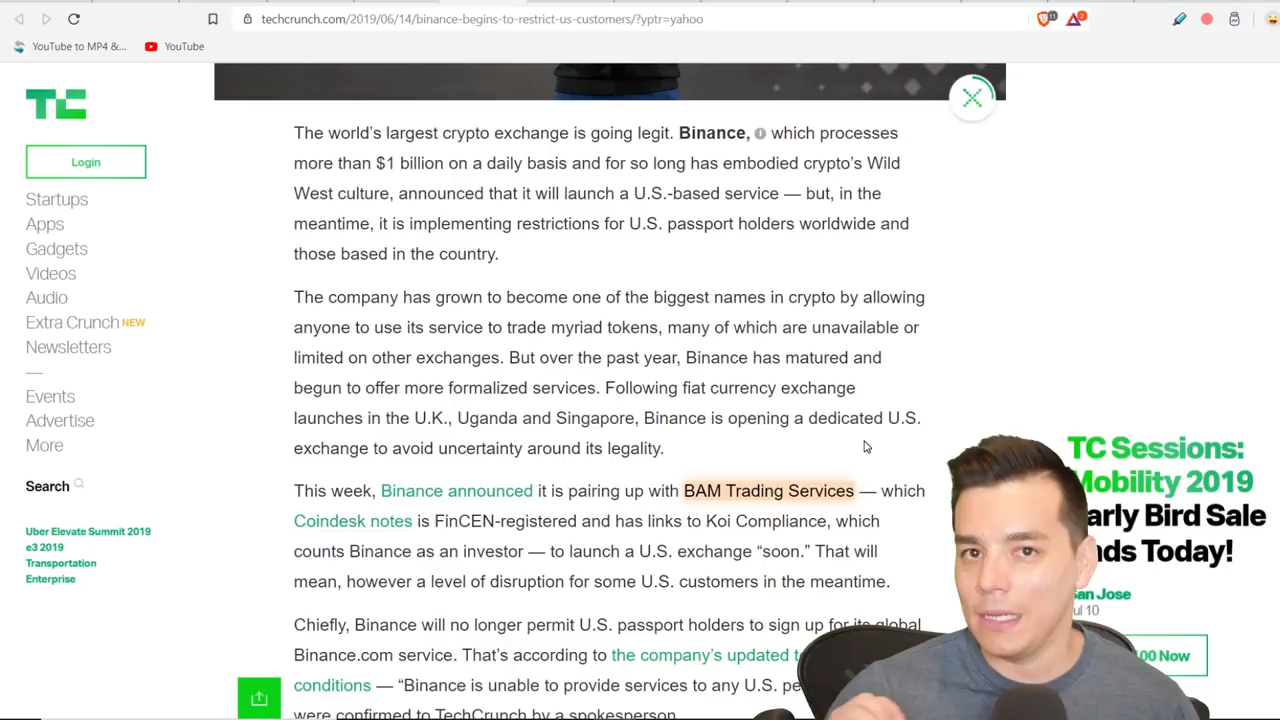 techcrunch.com/2019/06/14/binance-begins-to-restrict-us-customers/?yptr=yahoo
11
2
YouTube to MP4 &...
YouTube
TC
Login
Startups
Apps
Gadgets
Videos
Audio
Extra Crunch NEW
Newsletters
—
Events
Advertise
More
Search
Uber Elevate Summit 2019
e3 2019
Transportation
Enterprise
The world's largest crypto exchange is going legit. Binance, which processes
more than $1 billion on a daily basis and for so long has embodied crypto's Wild
West culture, announced that it will launch a U.S.-based service — but, in the
meantime, it is implementing restrictions for U.S. passport holders worldwide and
those based in the country.
The company has grown to become one of the biggest names in crypto by allowing
anyone to use its service to trade myriad tokens, many of which are unavailable or
limited on other exchanges. But over the past year, Binance has matured and
begun to offer more formalized services. Following fiat currency exchange
launches in the U.K., Uganda and Singapore, Binance is opening a dedicated U.S.
exchange to avoid uncertainty around its legality.
This week, Binance announced it is pairing up with BAM Trading Services — which
Coindesk notes is FinCEN-registered and has links to Koi Compliance, which
counts Binance as an investor — to launch a U.S. exchange “soon.” That will
mean, however a level of disruption for some U.S. customers in the meantime.
Chiefly, Binance will no longer permit U.S. passport holders to sign up for its global
Binance.com service. That's according to the company's updated
conditions — “Binance is unable to provide services to any U.S.
were confirmed to TechCrunch by a spokesperson.
TC Sessions:
Mobility 2019
Early Bird Sale
Ends Today!
San Jose
Jul 10
Now